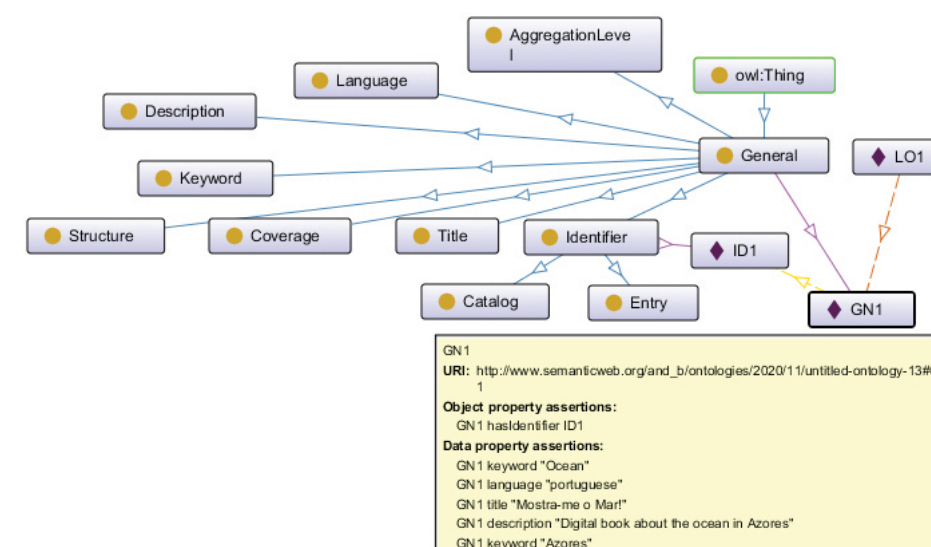 AggregationLeve
l
owl:Thing
Language
Description
General
LO1
Keyword
Structure
Coverage
Title
Identifier
ID1
Catalog
Entry
GN1
GN1
URI: http://www.semanticweb.org/and_b/ontologies/2020/11/untitled-ontology-13#
1
Object property assertions:
GN1 hasIdentifier ID1
Data property assertions:
GN1 keyword "Ocean"
GN1 language "portuguese"
GN1 title "Mostra-me o Mar!"
GN1 description "Digital book about the ocean in Azores"
GN1 keyword "Azores"